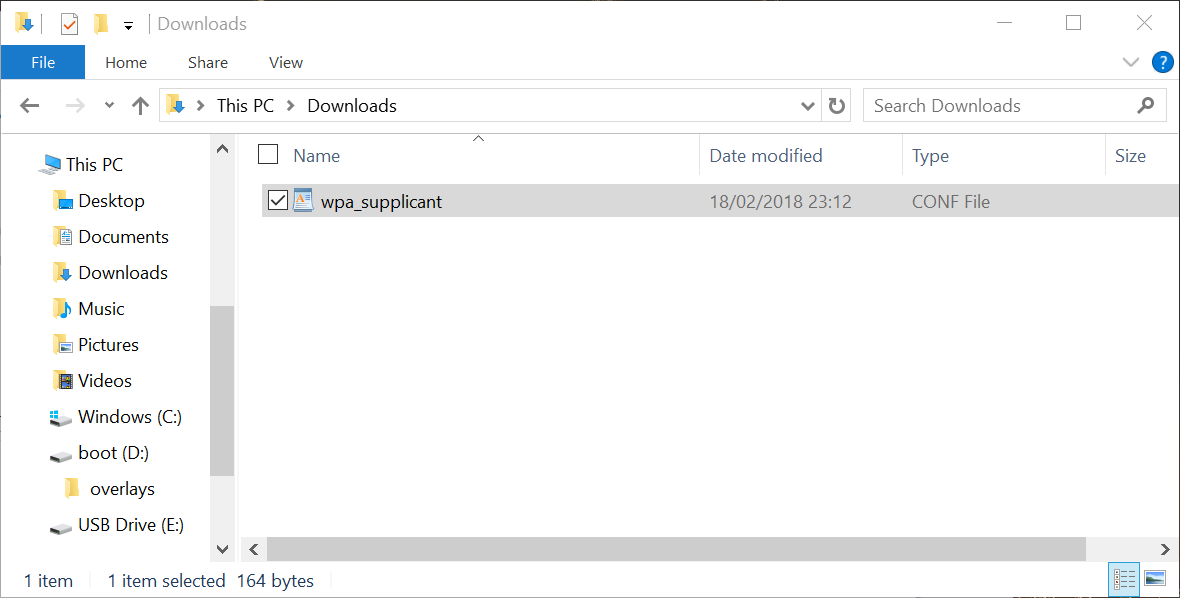 Downloads
File Home Share View ?
This PC Downloads Search Downloads
Name Date modified Type Size
wpa_supplicant 18/02/2018 23:12 CONF File
This PC
Desktop
Documents
Downloads
Music
Pictures
Videos
Windows (C:)
boot (D:)
overlays
USB Drive (E:)
1 item 1 item selected 164 bytes